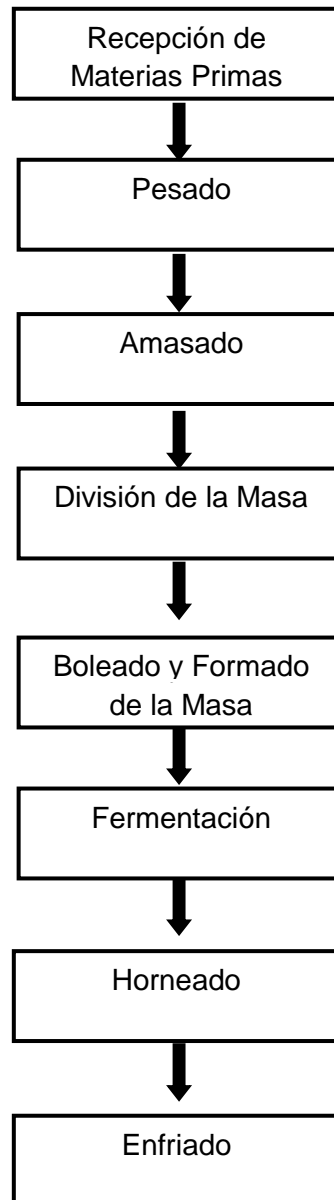 Recepción de
Materias Primas
Pesado
Amasado
División de la Masa
Boleado y Formado
de la Masa
Fermentación
Horneado
Enfriado